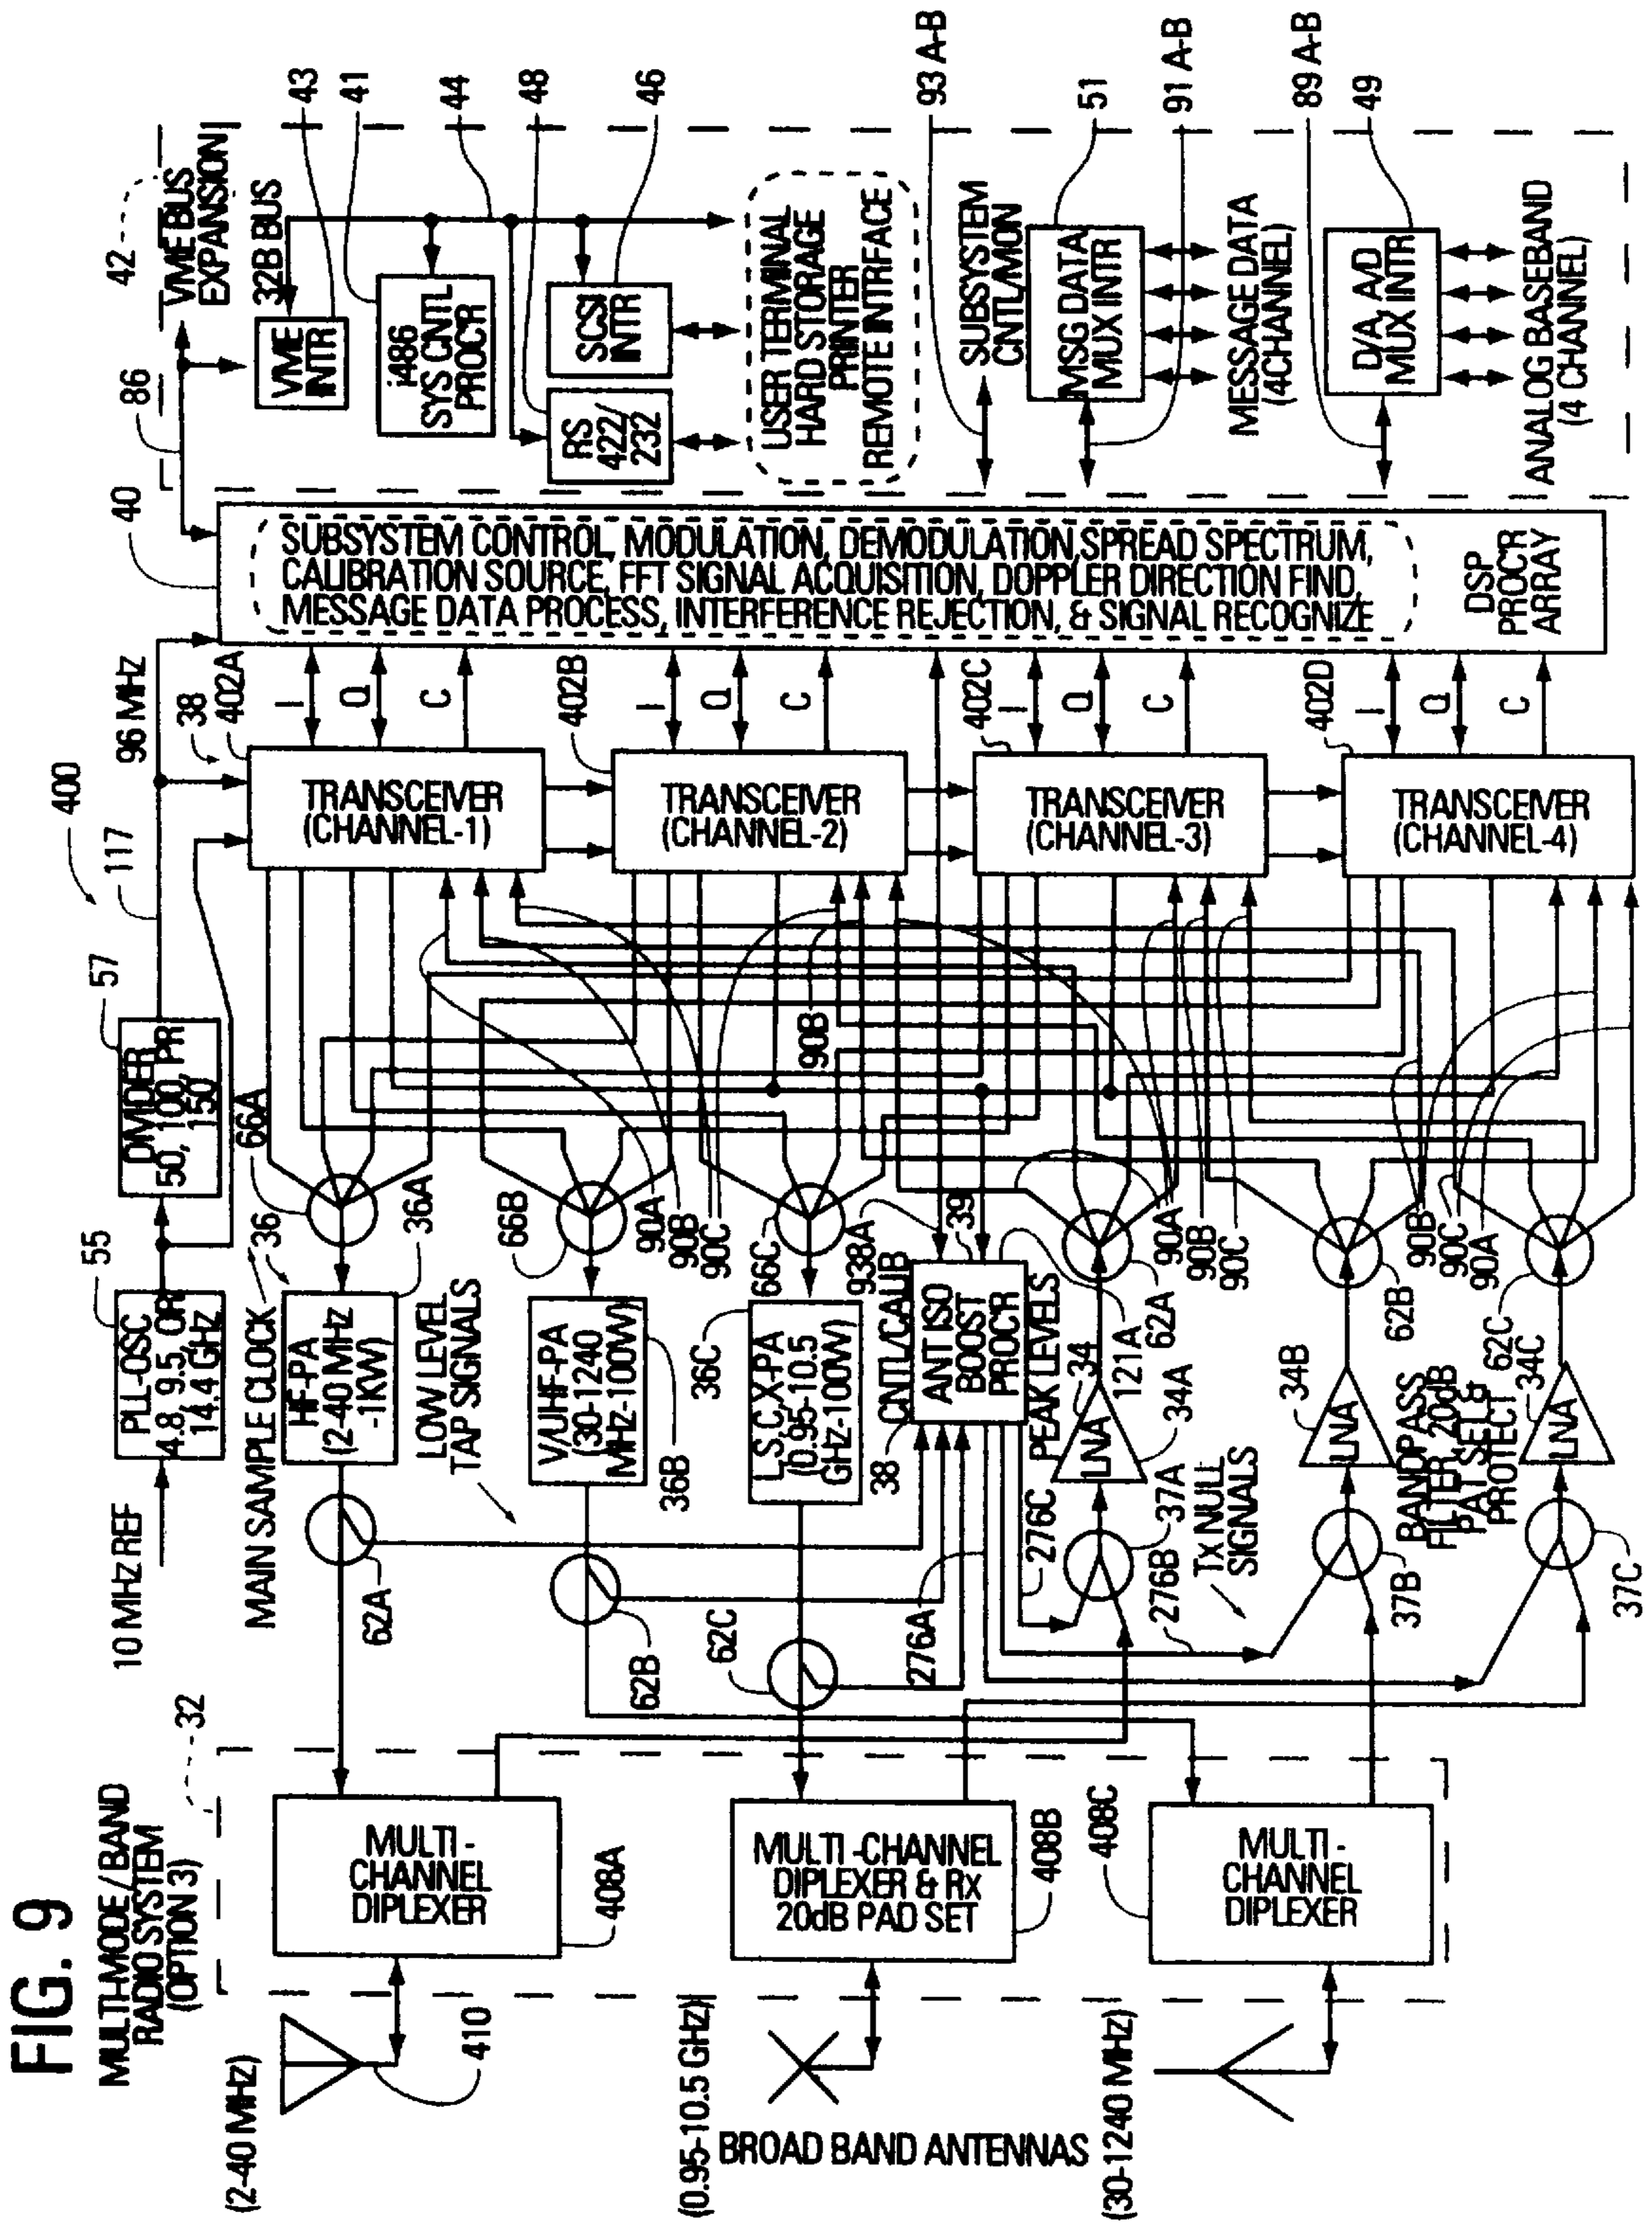 FIG. 9
MULTI-MODE / BAND
RADIO SYSTEM
(OPTION 3)
32
10 MHz REF
PLL-OSC
4.8, 9.5, OR
14.4 GHz
55
DIVIDER
50, 100, PR
150
57
117
400
96 MHz
40
86
42
VME BUS
EXPANSION
32B BUS
43
41
44
48
46
VME
INTR
i486
SYS CNTL
PROCR
RS
422/
232
SCSI
INTR
USER TERMINAL
HARD STORAGE
PRINTER
REMOTE INTRFACE
93 A-B
SUBSYSTEM
CNTL/MON
51
MSG DATA
MUX INTR
91 A-B
MESSAGE DATA
(4CHANNEL)
89 A-B
49
D/A, A/D
MUX INTR
ANALOG BASEBAND
(4 CHANNEL)
SUBSYSTEM CONTROL, MODULATION, DEMODULATION,SPREAD SPECTRUM,
CALIBRATION SOURCE, FFT SIGNAL ACQUISITION, DOPPLER DIRECTION FIND,
MESSAGE DATA PROCESS, INTERFERENCE REJECTION, & SIGNAL RECOGNIZE
DSP
PROCR
ARRAY
38
402A
I
Q
C
402B
I
Q
C
402C
I
Q
C
402D
I
Q
C
TRANSCEIVER
(CHANNEL-1)
TRANSCEIVER
(CHANNEL-2)
TRANSCEIVER
(CHANNEL-3)
TRANSCEIVER
(CHANNEL-4)
90B
66A
MAIN SAMPLE CLOCK
36
36A
HF-PA
(2-40 MHz
-1KW)
62A
LOW LEVEL
TAP SIGNALS
66B
90A
90B
90C
V/UHF-PA
(30-1240
MHz-100W)
36B
62B
66C
36C
L,S,C,X-PA
(0.95-10.5
GHz-100W)
62C
938A
39
38
CNTL/CALIB
ANT ISO
BOOST
PROCR
PEAK LEVELS
276A
276C
276B
34
LNA
34A
121A
62A
37A
90A
90B
90C
TX NULL
SIGNALS
34B
LNA
62B
37B
BANDPASS
FILTER, 20dB
PAT SEL &
PROTECT
90B
90C
90A
62C
34C
LNA
37C
MULTI-
CHANNEL
DIPLEXER
408A
MULTI-CHANNEL
DIPLEXER & Rx
20dB PAD SET
408B
408C
MULTI-
CHANNEL
DIPLEXER
(2-40 MHz)
410
(0.95-10.5 GHz)
BROAD BAND ANTENNAS
(30-1240 MHz)